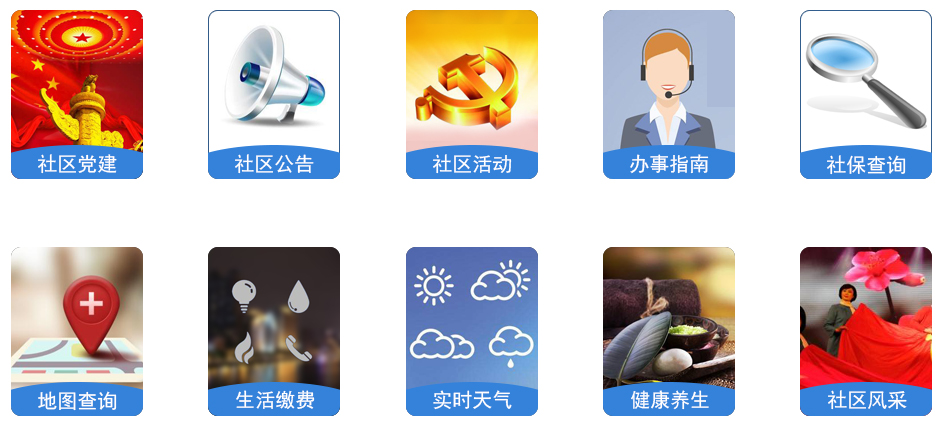 社区党建
社区公告
社区活动
办事指南
社保查询
地图查询
生活缴费
实时天气
健康养生
社区风采